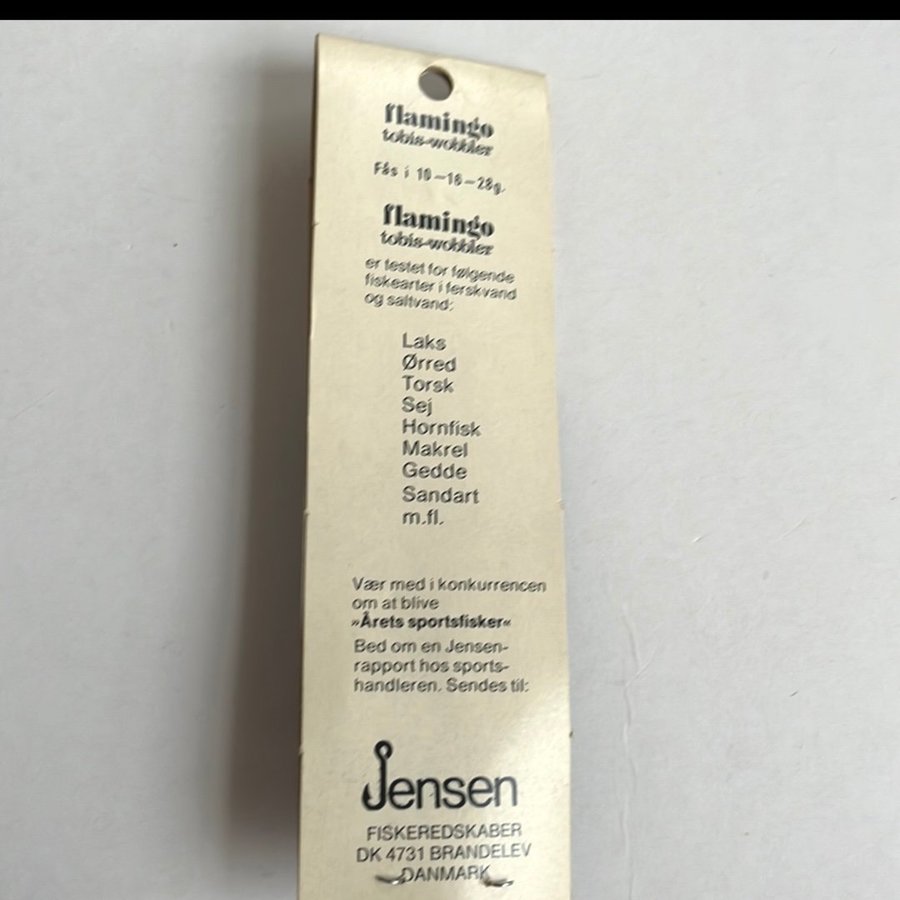 flamingo
tobis-wobbler
Fås i 10-18-28g.
flamingo
tobis-wobbler
er testet for følgende
fiskearter i ferskvand
og saltvand:
Laks
Ørred
Torsk
Sej
Hornfisk
Makrel
Gedde
Sandart
m.fl.
Vær med i konkurrencen
om at blive
»Årets sportsfisker«
Bed om en Jensen-
rapport hos sports-
handleren. Sendes til:
Jensen
FISKEREDSKABER
DK 4731 BRANDELEV
DANMARK